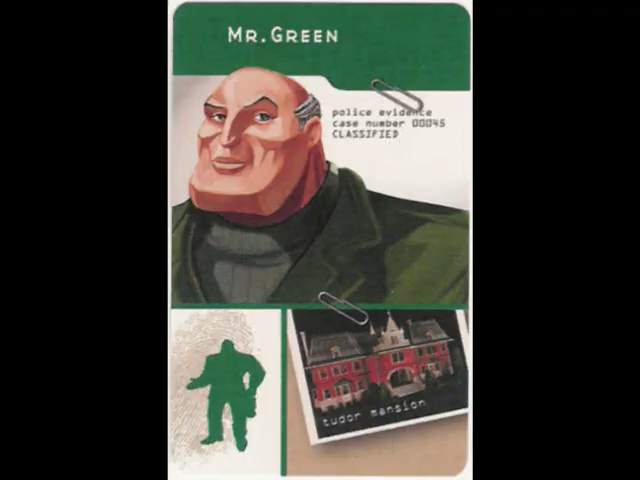 MR. GREEN
police evidence
case number 00045
CLASSIFIED
tudor mansion